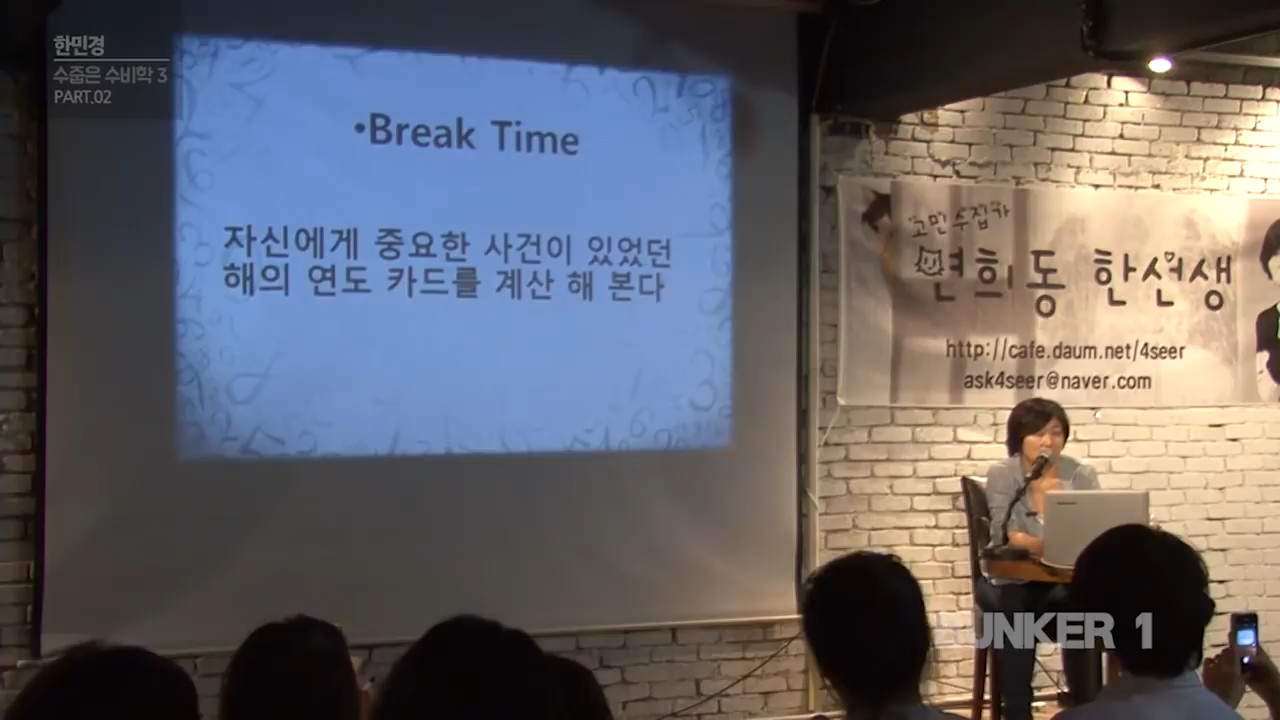 한민경
수줍은 수비학 3
PART.02
•Break Time
자신에게 중요한 사건이 있었던
해의 연도 카드를 계산 해 본다
고민수집가
연희동 한선생
http://cafe.daum.net/4seer
ask4seer@naver.com
UNKER 1